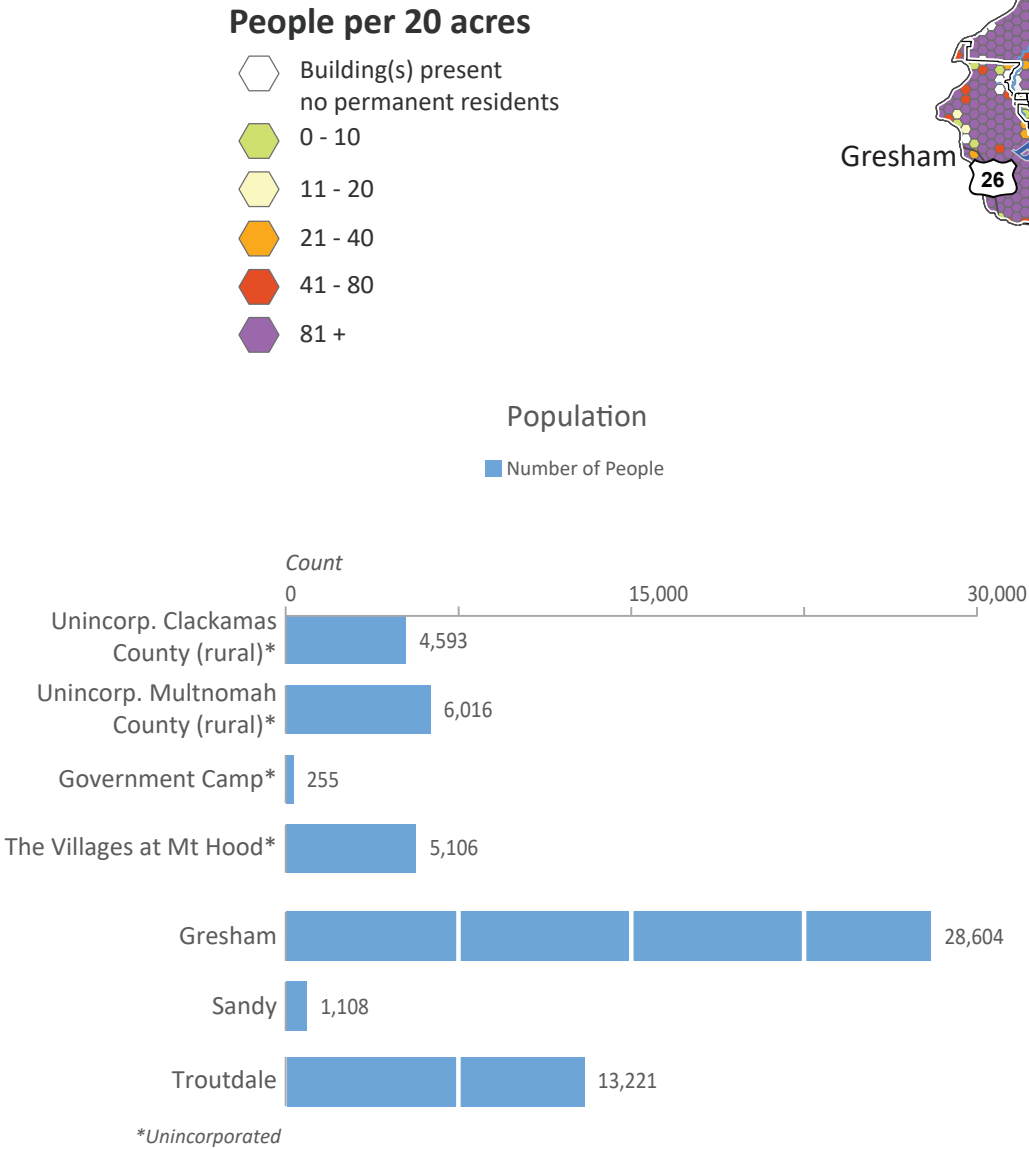 People per 20 acres
Building(s) present
no permanent residents
0 - 10
11 - 20
21 - 40
41 - 80
81 +
Gresham
26
Population
Number of People
Count
0 15,000 30,000
Unincorp. Clackamas
County (rural)*
4,593
Unincorp. Multnomah
County (rural)*
6,016
Government Camp* 255
The Villages at Mt Hood* 5,106
Gresham 28,604
Sandy 1,108
Troutdale 13,221
*Unincorporated